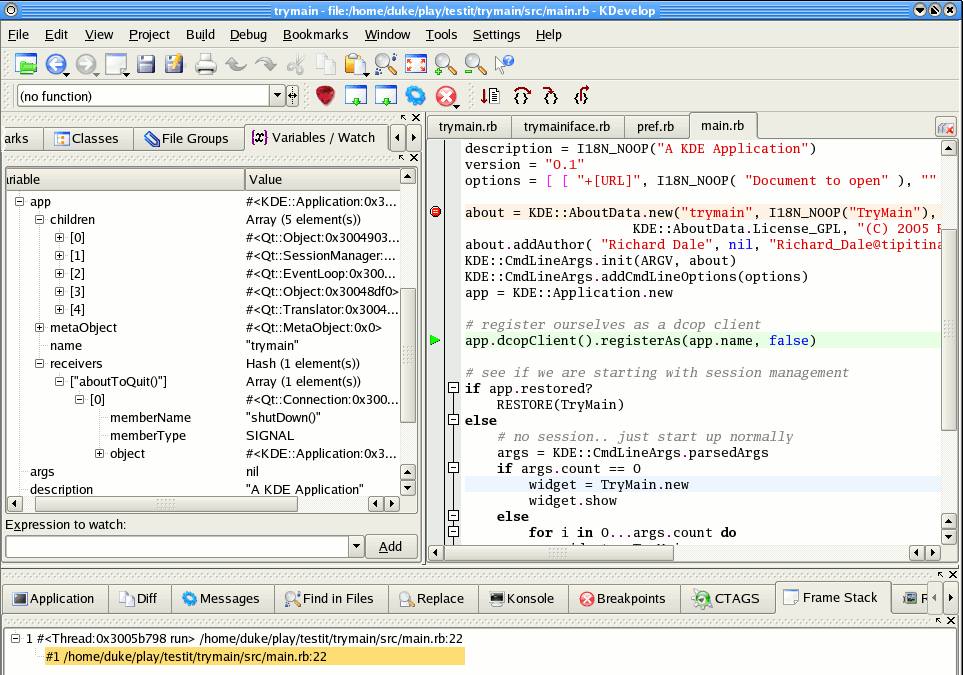 trymain - file:/home/duke/play/testit/trymain/src/main.rb - KDevelop
File Edit View Project Build Debug Bookmarks Window Tools Settings Help
(no function)
arks Classes File Groups Variables / Watch
ariable Value
app #<KDE::Application:0x3...
children Array (5 element(s))
[0] #<Qt::Object:0x3004903...
[1] #<Qt::SessionManager:...
[2] #<Qt::EventLoop:0x300...
[3] #<Qt::Object:0x30048df0>
[4] #<Qt::Translator:0x3004...
metaObject #<Qt::MetaObject:0x0>
name "trymain"
receivers Hash (1 element(s))
["aboutToQuit()"] Array (1 element(s))
[0] #<Qt::Connection:0x300...
memberName "shutDown()"
memberType SIGNAL
object #<KDE::Application:0x3...
args nil
description "A KDE Application"
Expression to watch:
Add
trymain.rb trymainiface.rb pref.rb main.rb
description = I18N_NOOP("A KDE Application")
version = "0.1"
options = [ [ "+[URL]", I18N_NOOP( "Document to open" ), ""
about = KDE::AboutData.new("trymain", I18N_NOOP("TryMain"),
KDE::AboutData.License_GPL, "(C) 2005
about.addAuthor( "Richard Dale", nil, "Richard_Dale@tipitina
KDE::CmdLineArgs.init(ARGV, about)
KDE::CmdLineArgs.addCmdLineOptions(options)
app = KDE::Application.new
# register ourselves as a dcop client
app.dcopClient().registerAs(app.name, false)
# see if we are starting with session management
if app.restored?
RESTORE(TryMain)
else
# no session.. just start up normally
args = KDE::CmdLineArgs.parsedArgs
if args.count == 0
widget = TryMain.new
widget.show
else
for i in 0...args.count do
Application Diff Messages Find in Files Replace Konsole Breakpoints CTAGS Frame Stack
1 #<Thread:0x3005b798 run> /home/duke/play/testit/trymain/src/main.rb:22
#1 /home/duke/play/testit/trymain/src/main.rb:22